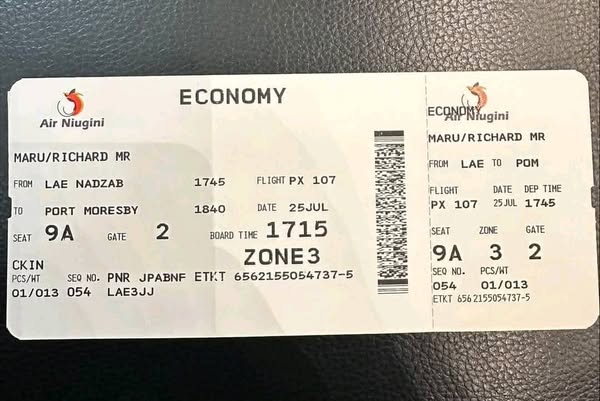 ECONOMY
Air Niugini
MARU/RICHARD MR
FROM LAE NADZAB 1745 FLIGHT PX 107
TO PORT MORESBY 1840 DATE 25JUL
SEAT 9A GATE 2 BOARD TIME 1715
ZONE3
CKIN
PCS/WT SEQ NO. PNR JPABNF ETKT 6562155054737-5
01/013 054 LAE3JJ
ECONOMY
Air Niugini
MARU/RICHARD MR
FROM LAE TO POM
FLIGHT DATE DEP TIME
PX 107 25JUL 1745
SEAT ZONE GATE
9A 3 2
SEQ NO. PCS/WT
054 01/013
ETKT 6562155054737-5